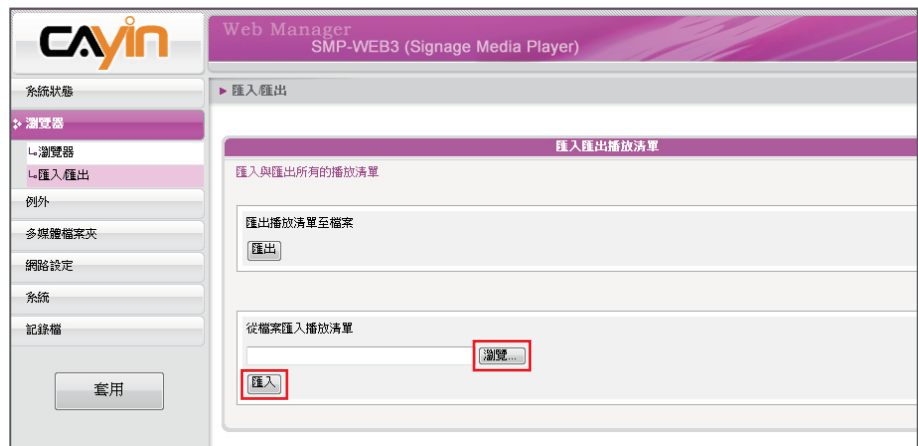 CAYIN
Web Manager
SMP-WEB3 (Signage Media Player)
系統狀態
瀏覽器
瀏覽器
匯入/匯出
例外
多媒體檔案夾
網路設定
系統
記錄檔
套用
匯入/匯出
匯入匯出播放清單
匯入與匯出所有的播放清單
匯出播放清單至檔案
匯出
從檔案匯入播放清單
瀏覽...
匯入